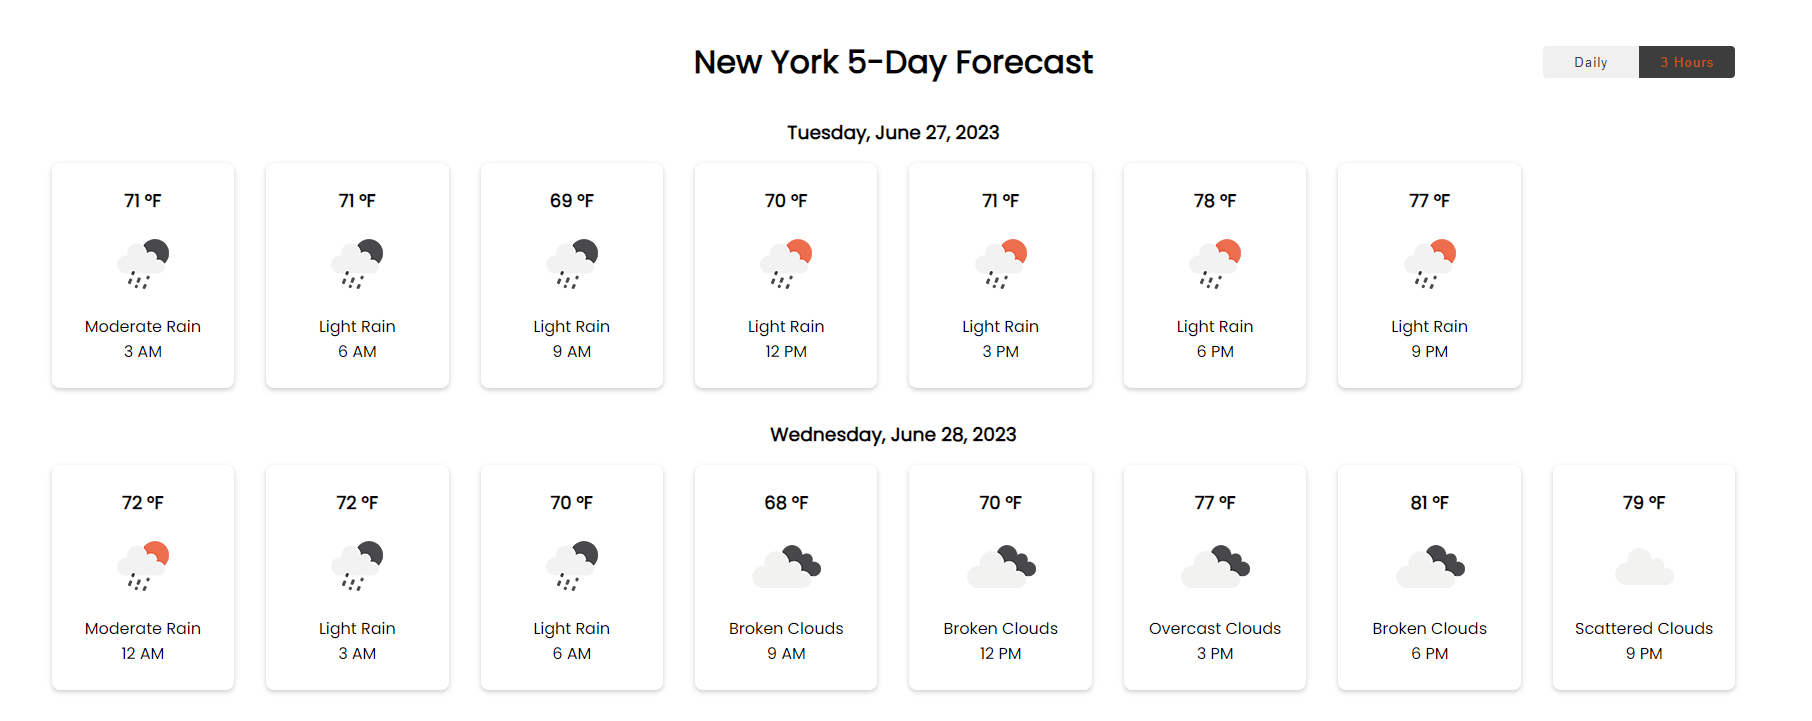 New York 5-Day Forecast
Daily
3 Hours
Tuesday, June 27, 2023
71 °F
Moderate Rain
3 AM
71 °F
Light Rain
6 AM
69 °F
Light Rain
9 AM
70 °F
Light Rain
12 PM
71 °F
Light Rain
3 PM
78 °F
Light Rain
6 PM
77 °F
Light Rain
9 PM
Wednesday, June 28, 2023
72 °F
Moderate Rain
12 AM
72 °F
Light Rain
3 AM
70 °F
Light Rain
6 AM
68 °F
Broken Clouds
9 AM
70 °F
Broken Clouds
12 PM
77 °F
Overcast Clouds
3 PM
81 °F
Broken Clouds
6 PM
79 °F
Scattered Clouds
9 PM